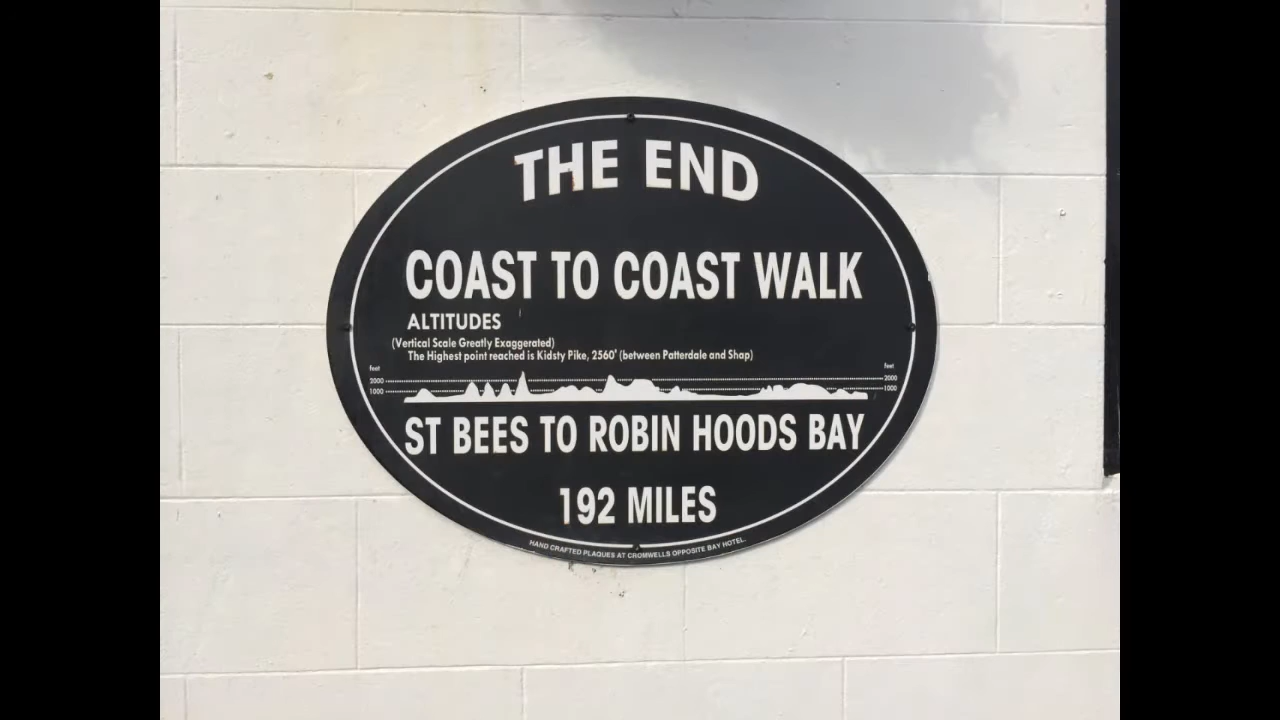 THE END
COAST TO COAST WALK
ALTITUDES
(Vertical Scale Greatly Exaggerated)
The Highest point reached is Kidsty Pike, 2560' (between Patterdale and Shap)
feet feet
2000 2000
1000 1000
ST BEES TO ROBIN HOODS BAY
192 MILES
HAND CRAFTED PLAQUES AT CROMWELLS OPPOSITE BAY HOTEL.